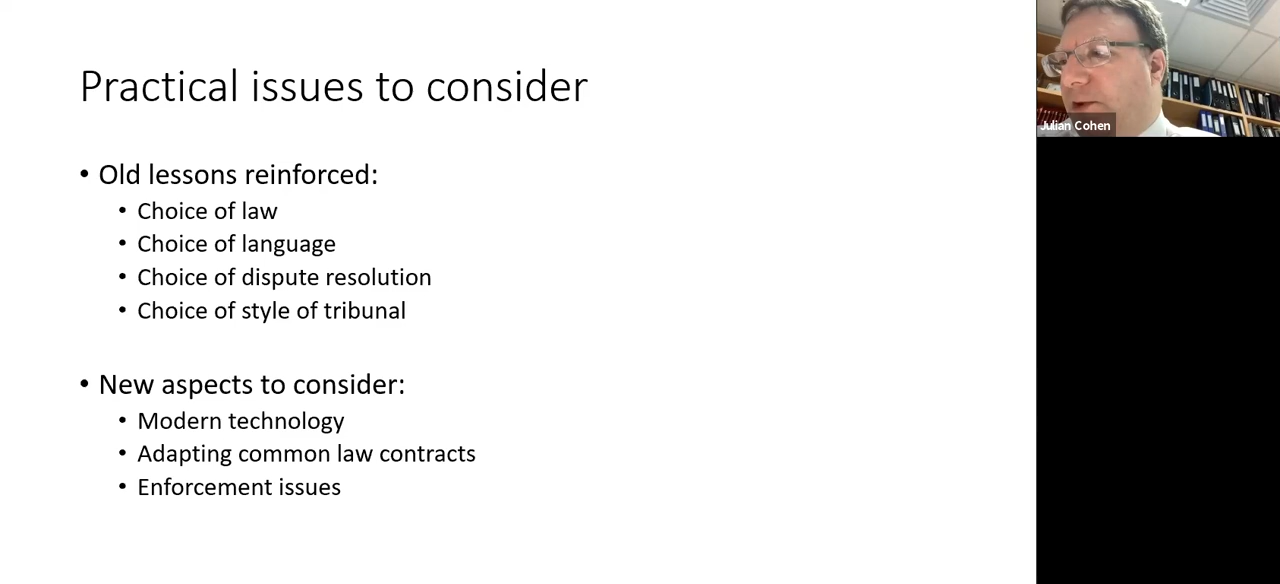 Practical issues to consider
• Old lessons reinforced:
• Choice of law
• Choice of language
• Choice of dispute resolution
• Choice of style of tribunal
• New aspects to consider:
• Modern technology
• Adapting common law contracts
• Enforcement issues
Julian Cohen